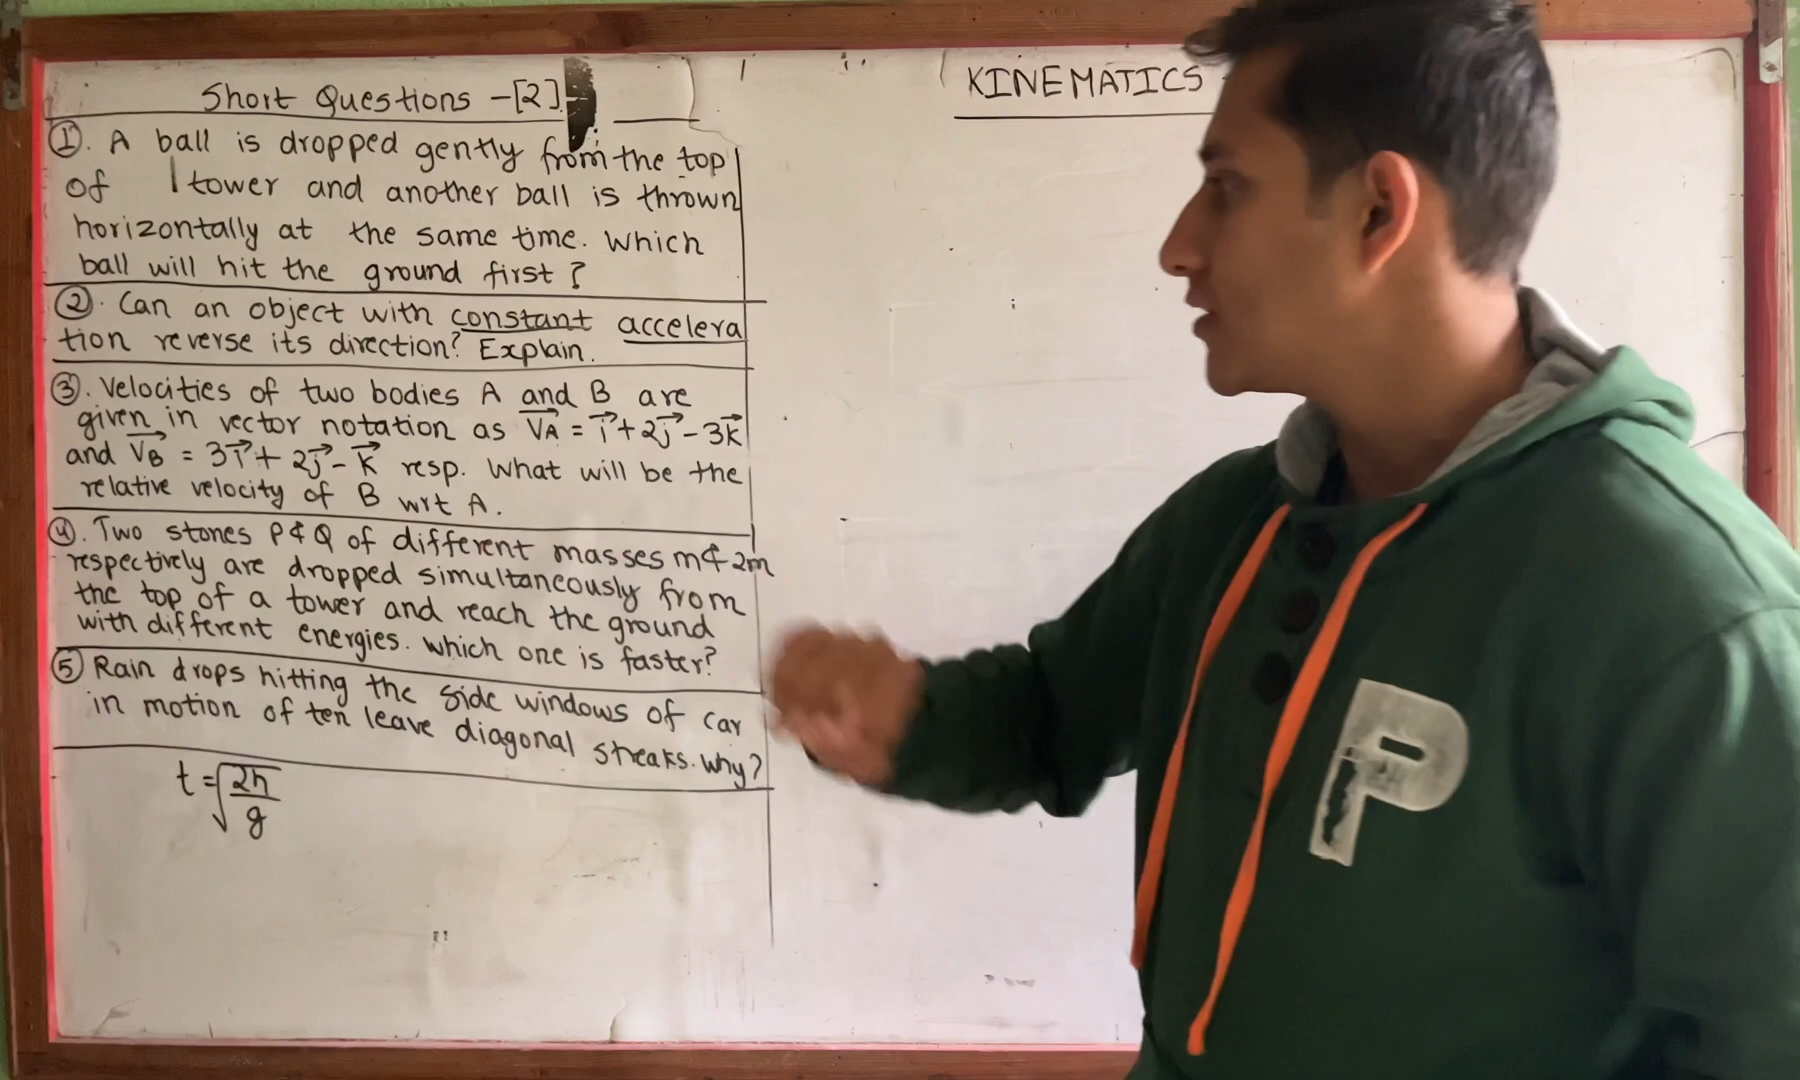 Short Questions -[2]
KINEMATICS
①. A ball is dropped gently from the top
of tower and another ball is thrown
horizontally at the same time. Which
ball will hit the ground first?
②. Can an object with constant accelera
tion reverse its direction? Explain.
③. Velocities of two bodies A and B are
given in vector notation as V⃗A = i⃗ + 2j⃗ - 3k⃗
and V⃗B = 3i⃗ + 2j⃗ - k⃗ resp. What will be the
relative velocity of B wrt A.
④. Two stones P & Q of different masses m & 2m
respectively are dropped simultaneously from
the top of a tower and reach the ground
with different energies. Which one is faster?
⑤ Rain drops hitting the side windows of car
in motion of ten leave diagonal streaks. Why?
t = √(2h/g)
P